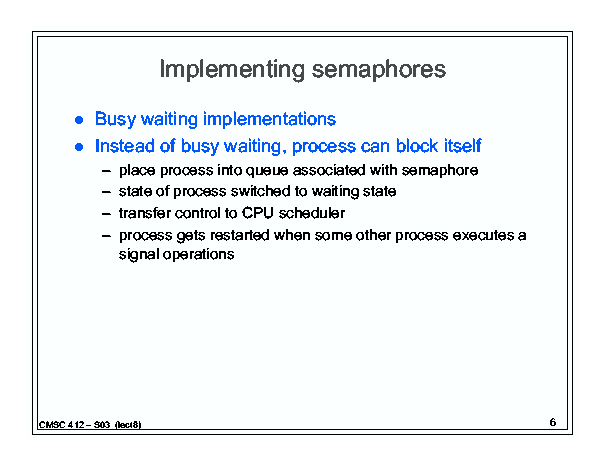 Implementing semaphores
● Busy waiting implementations
● Instead of busy waiting, process can block itself
– place process into queue associated with semaphore
– state of process switched to waiting state
– transfer control to CPU scheduler
– process gets restarted when some other process executes a
signal operations
CMSC 412 – S03 (lect8)
6